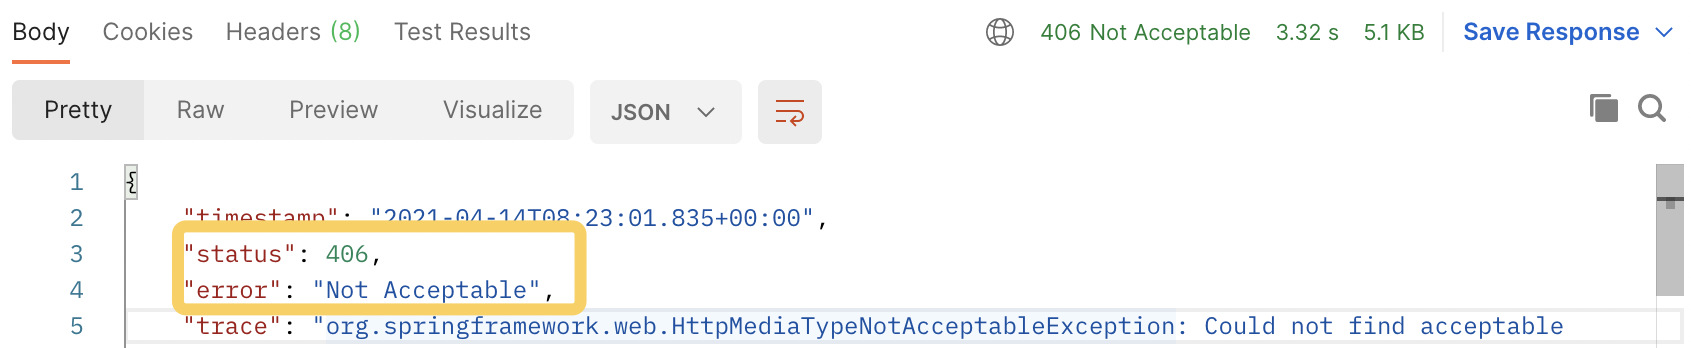 Body Cookies Headers (8) Test Results 406 Not Acceptable 3.32 s 5.1 KB Save Response
Pretty Raw Preview Visualize JSON
1 {
2 "timestamp": "2021-04-14T08:23:01.835+00:00",
3 "status": 406,
4 "error": "Not Acceptable",
5 "trace": "org.springframework.web.HttpMediaTypeNotAcceptableException: Could not find acceptable